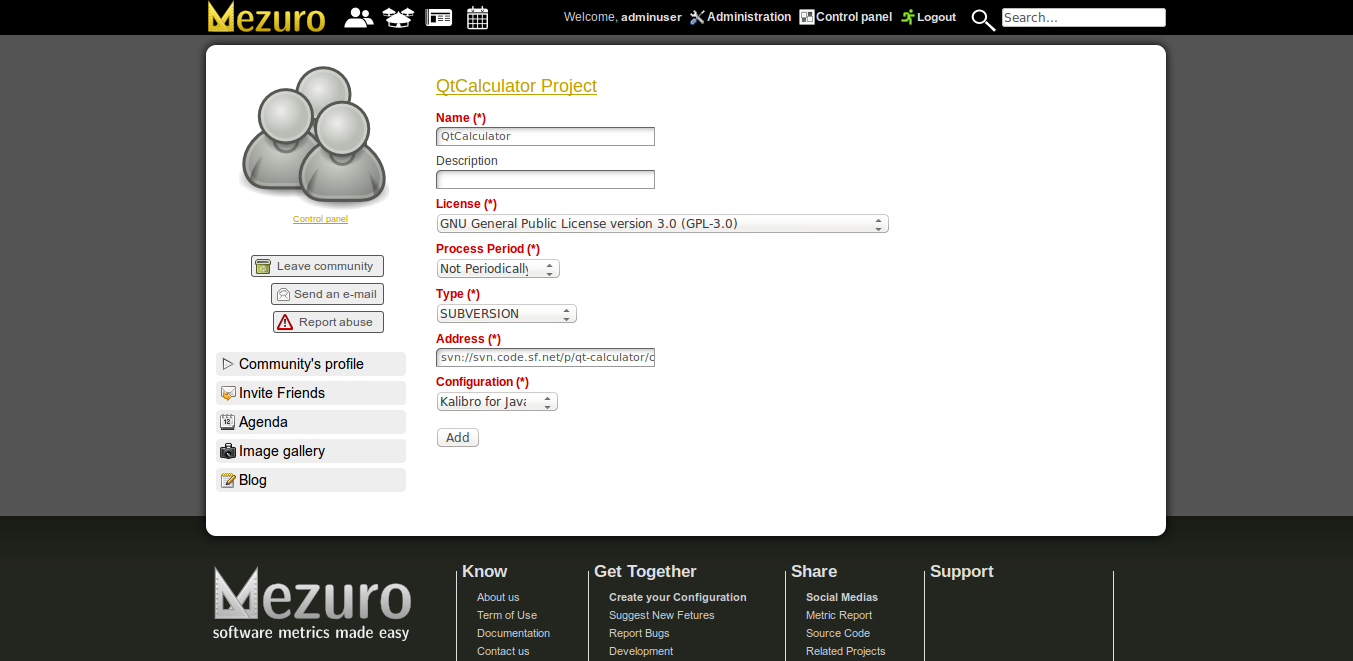 Mezuro
Welcome, adminuser Administration Control panel Logout Search...
QtCalculator Project
Name (*)
QtCalculator
Description
License (*)
GNU General Public License version 3.0 (GPL-3.0)
Process Period (*)
Not Periodically
Type (*)
SUBVERSION
Address (*)
svn://svn.code.sf.net/p/qt-calculator/c
Configuration (*)
Kalibro for Java
Add
Control panel
Leave community
Send an e-mail
Report abuse
Community's profile
Invite Friends
12
Agenda
Image gallery
Blog
Mezuro
software metrics made easy
Know
About us
Term of Use
Documentation
Contact us
Get Together
Create your Configuration
Suggest New Fetures
Report Bugs
Development
Share
Social Medias
Metric Report
Source Code
Related Projects
Support